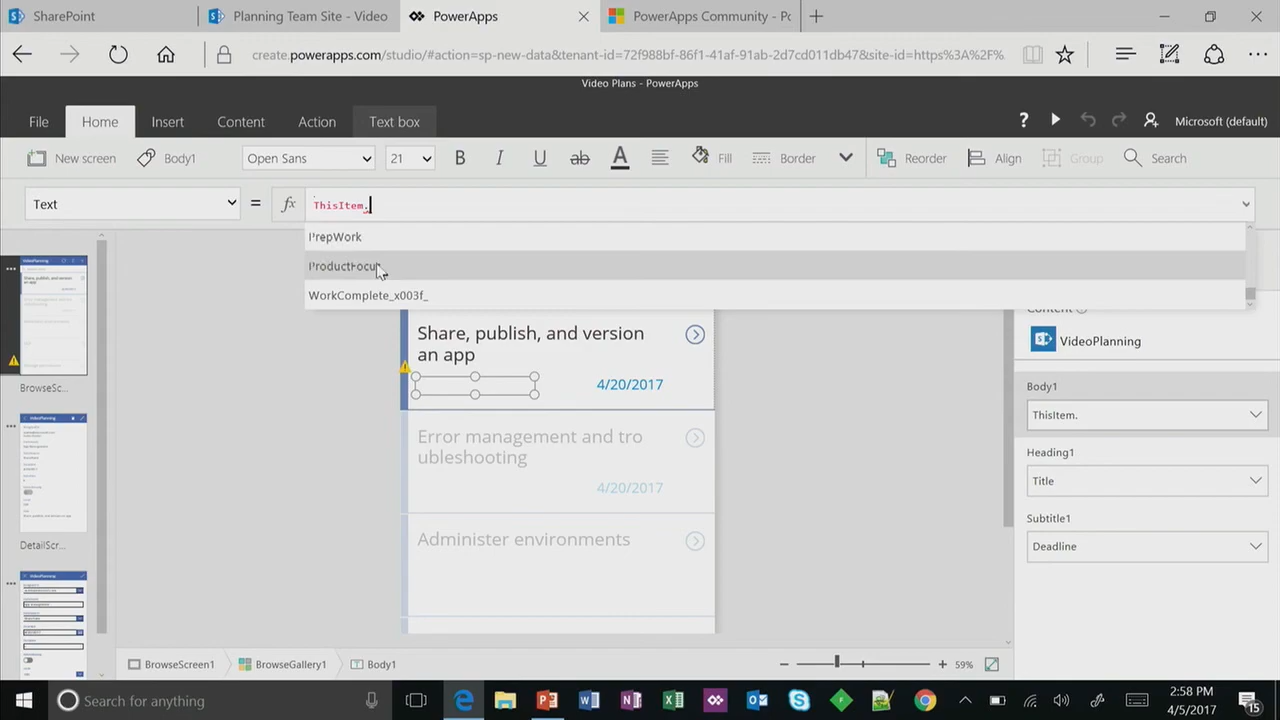 SharePoint
Planning Team Site - Video
PowerApps
PowerApps Community - Po
create.powerapps.com/studio/#action=sp-new-data&tenant-id=72f988bf-86f1-41af-91ab-2d7cd011db47&site-id=https%3A%2F%
Video Plans - PowerApps
File
Home
Insert
Content
Action
Text box
?
Microsoft (default)
New screen
Body1
Open Sans
21
B
I
U
ab
A
Fill
Border
Reorder
Align
Group
Search
Text
=
fx
ThisItem.
PrepWork
ProductFocus
WorkComplete_x003f_
Content
VideoPlanning
Share, publish, and version
an app
4/20/2017
Error management and tro
ubleshooting
4/20/2017
Administer environments
Body1
ThisItem.
Heading1
Title
Subtitle1
Deadline
BrowseSc...
DetailScr...
BrowseScreen1
BrowseGallery1
Body1
59%
Search for anything
2:58 PM
4/5/2017
15